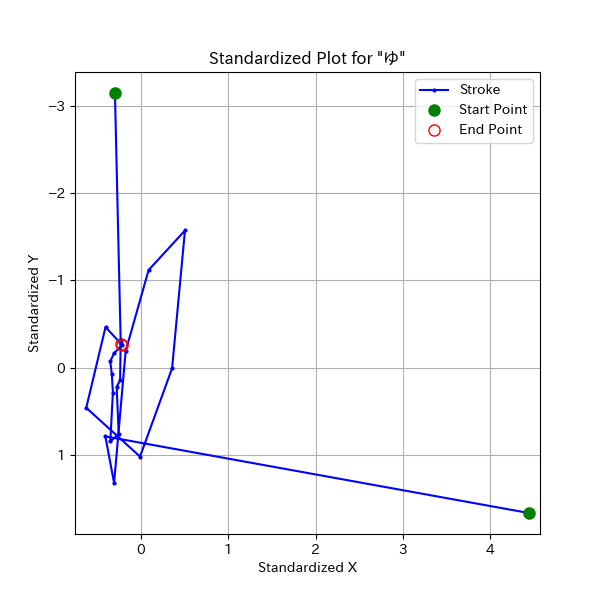 Standardized Plot for "ゆ"
Stroke
Start Point
End Point
Standardized Y
−3
−2
−1
0
1
0 1 2 3 4
Standardized X